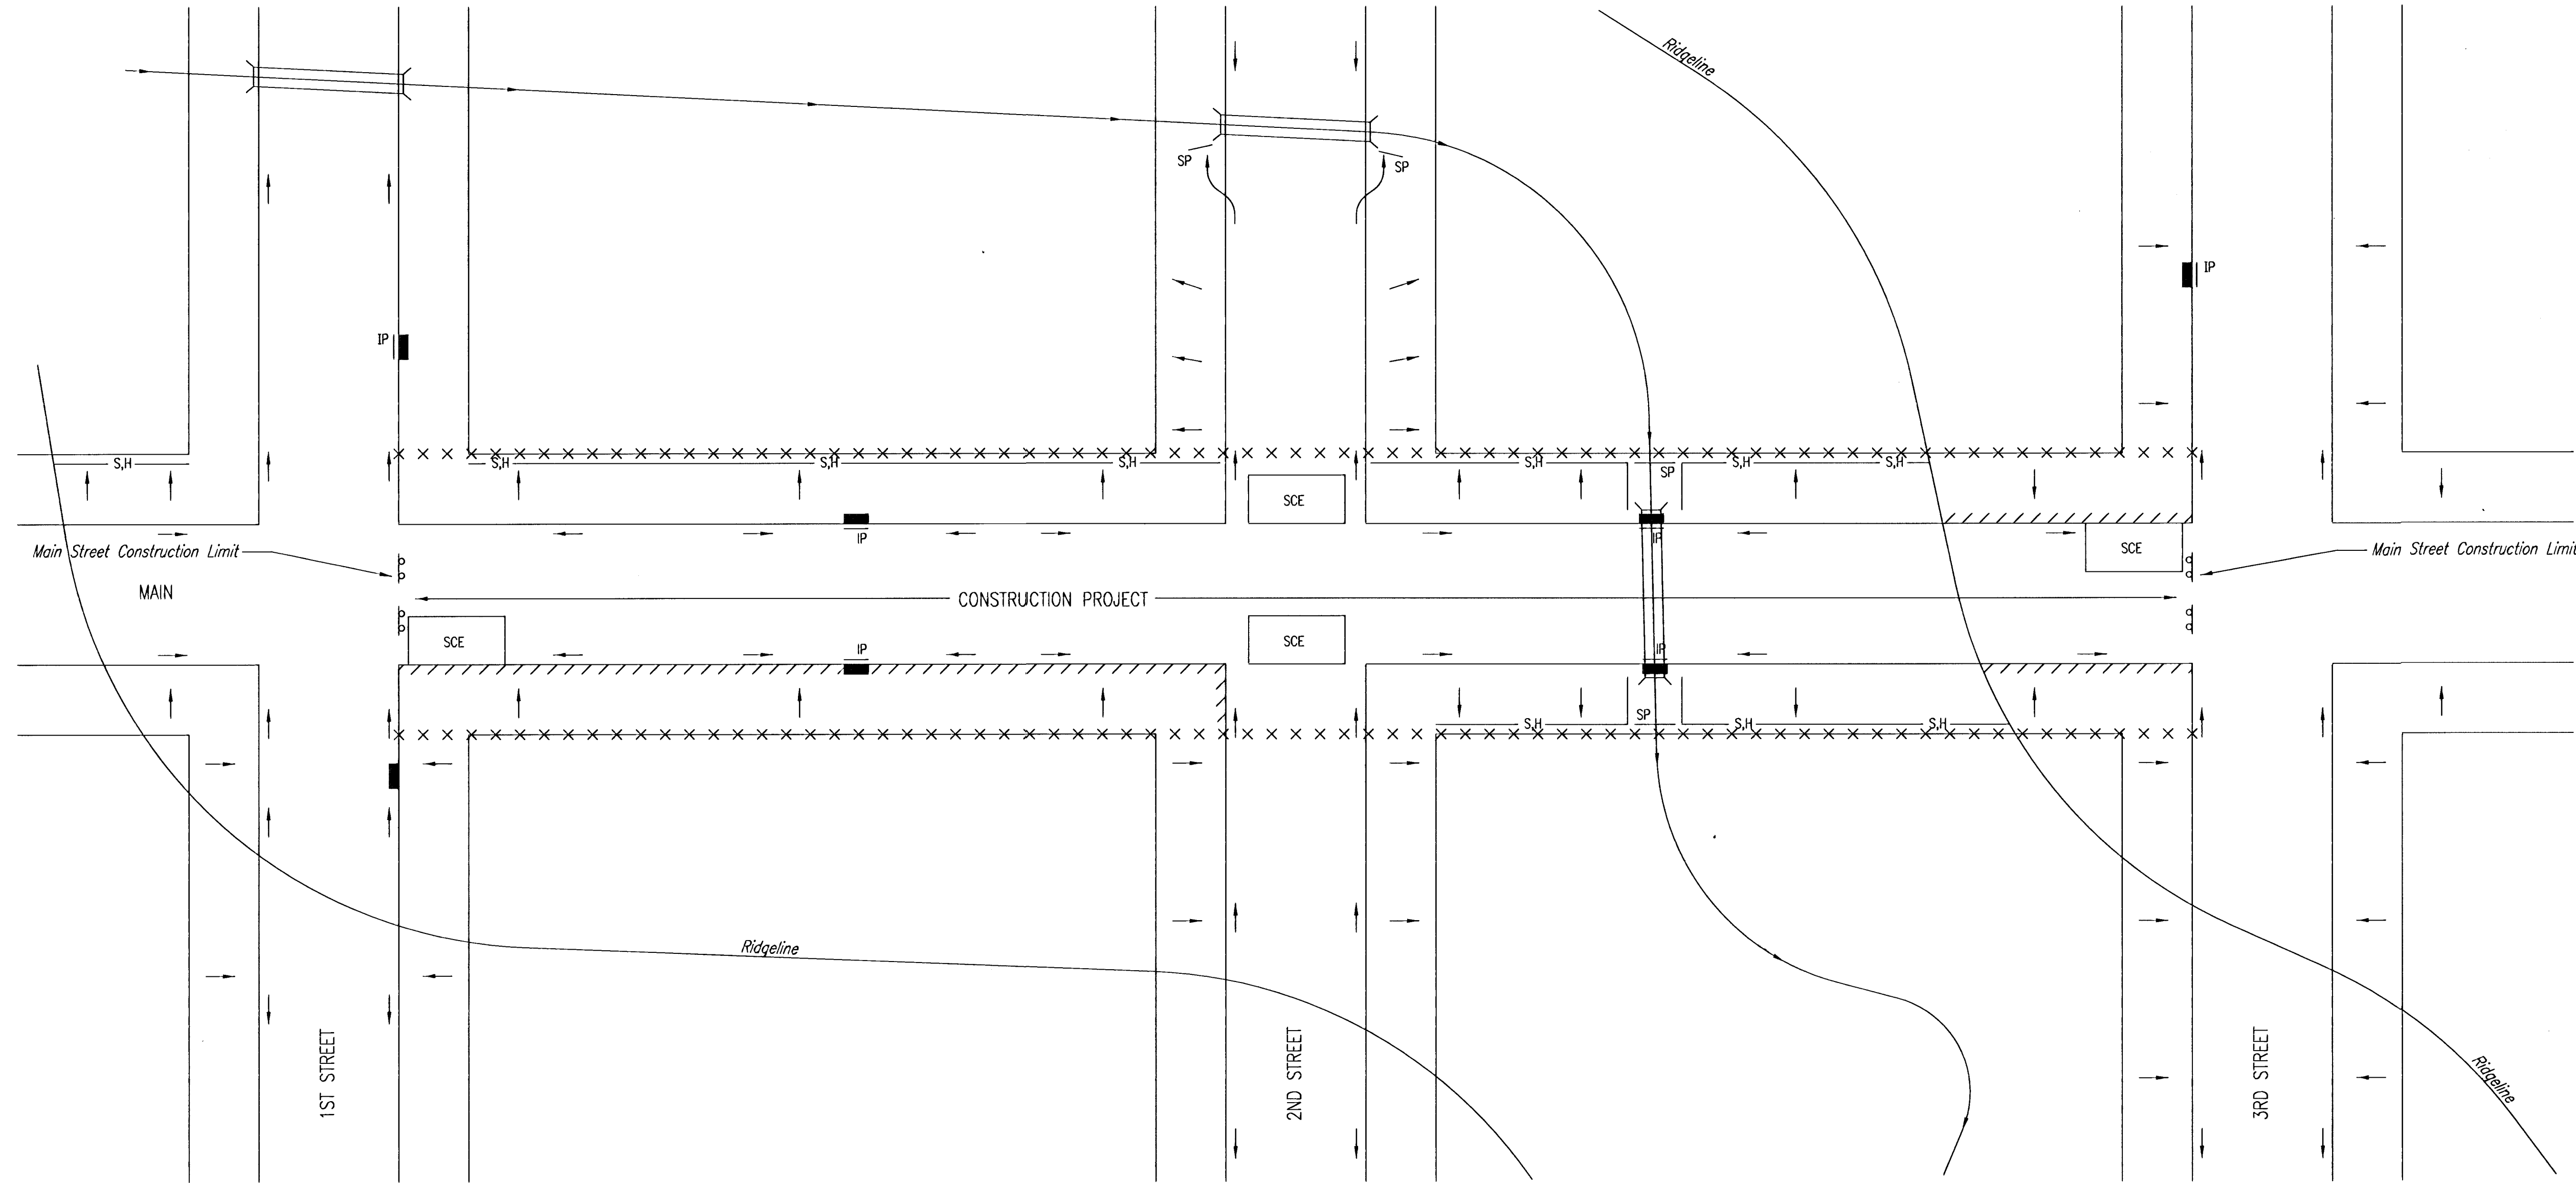 Ridgeline
SP
SP
IP
IP
S,H
S,H
S,H
S,H
S,H
SP
S,H
S,H
SCE
IP
IP
SCE
Main Street Construction Limit
Main Street Construction Limit
MAIN
CONSTRUCTION PROJECT
SCE
SCE
IP
IP
S,H
SP
S,H
S,H
Ridgeline
1ST STREET
2ND STREET
3RD STREET
Ridgeline